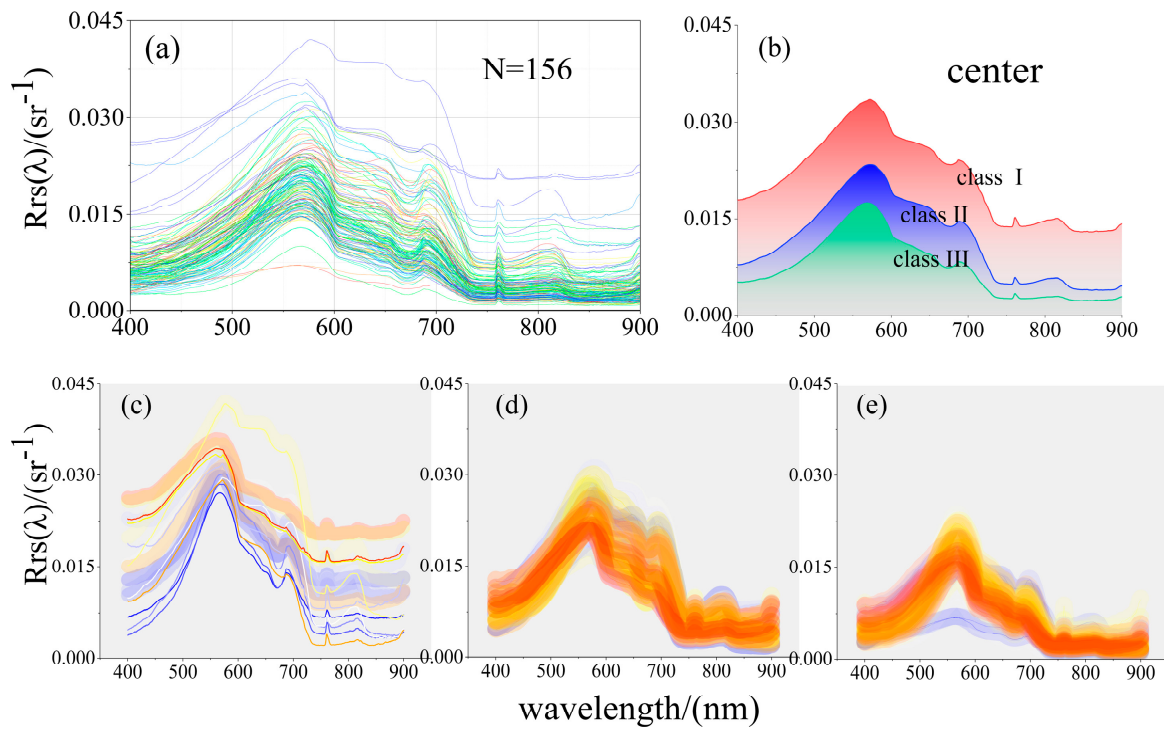 (a)
N=156
Rrs(λ)/(sr⁻¹)
0.045
0.030
0.015
0.000
400 500 600 700 800 900
(b)
center
class I
class II
class III
0.045
0.030
0.015
0.000
400 500 600 700 800 900
(c)
Rrs(λ)/(sr⁻¹)
0.045
0.030
0.015
0.000
400 500 600 700 800 900
(d)
0.045
0.030
0.015
0.000
400 500 600 700 800 900
(e)
0.045
0.030
0.015
0.000
400 500 600 700 800 900
wavelength/(nm)